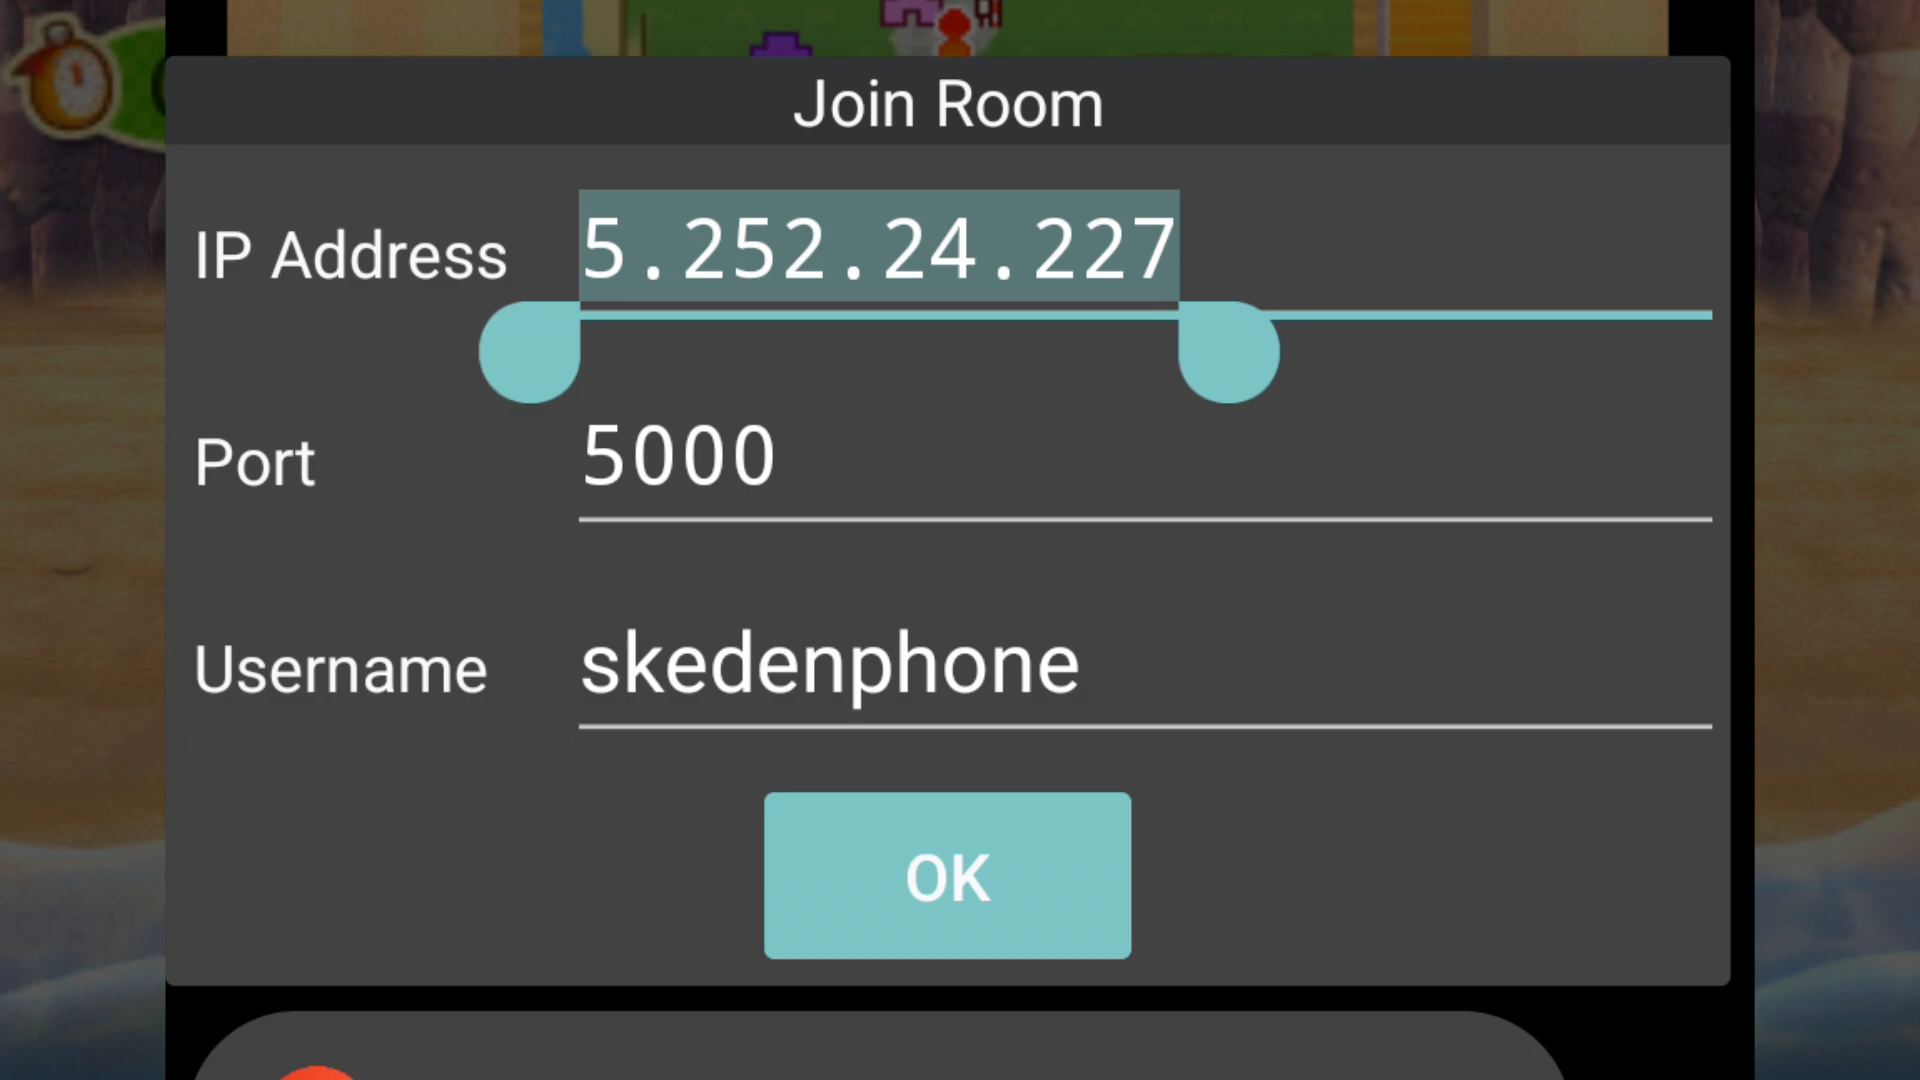 Join Room
IP Address 5.252.24.227
Port 5000
Username skedenphone
OK